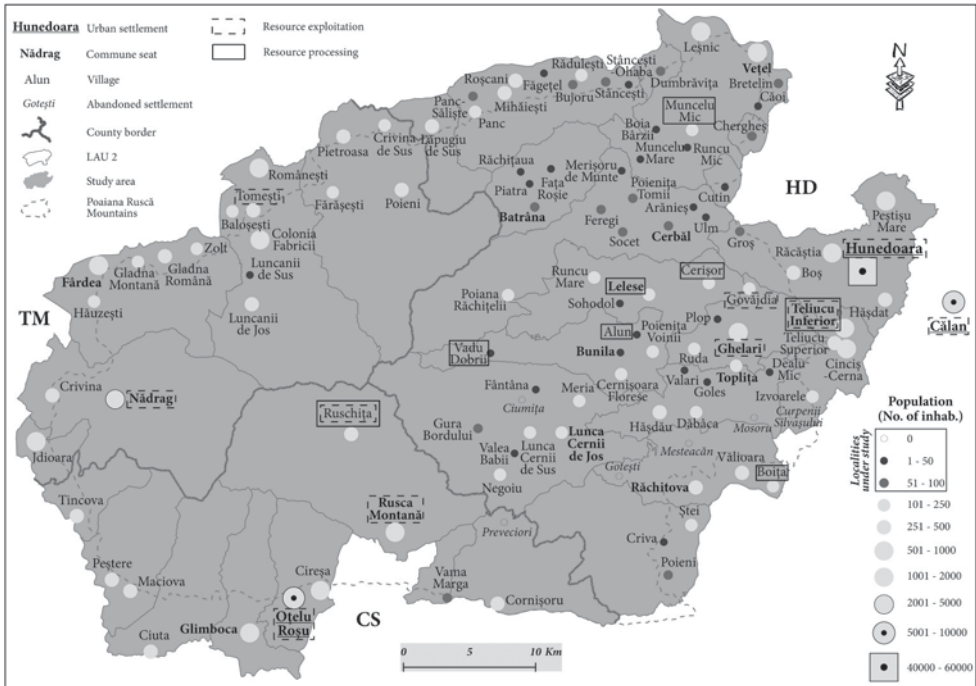 Hunedoara Urban settlement
Nădrag Commune seat
Alun Village
Gotești Abandoned settlement
County border
LAU 2
Study area
Poaiana Ruscă
Mountains
Resource exploitation
Resource processing
N
Leșnic
Vețel
Bretelim
Căoi
Chergheș
Stâncești
Ohaba
Dumbrăvița
Rădulești
Roșcani
Făgețel
Bujoru
Stâncești
Panc-
Săliște
Mihăiești
Panc
Muncelu
Mic
Boia
Bârzii
Muncelu
Mare
Runcu
Mic
Crivina
de Sus
Lăpugiu
de Sus
Pietroasa
Românești
Tomești
Fărășești
Poieni
Baloșești
Colonia
Fabricii
Zolt
Luncanii
de Sus
Gladna
Montană
Gladna
Română
Fârdea
Hăuzești
Luncanii
de Jos
Răchițaua
Piatra
Fața
Roșie
Batrâna
Merișoru
de Munte
Poienița
Tomii
Feregi
Socet
Arănieș
Cerbăl
Cutin
Ulm
Groș
HD
Peștișu
Mare
Răcăștia
Hunedoara
Boș
Hășdat
Călan
Cerișor
Govăjdia
Teliucu
Inferior
Teliucu
Superior
Cinciș
-Cerna
Runcu
Mare
Lelese
Sohodol
Poiana
Răchițelii
Plop
Alun
Poienița
Voinii
Ghelari
Vadu
Dobrii
Bunila
Ruda
Toplița
Dealu
Mic
Valari
Goles
Izvoarele
Curpenii
Silvașului
Mosoru
TM
Crivina
Nădrag
Jdioara
Tincova
Ruschița
Fântâna
Ciumița
Meria
Cernișoara
Florese
Hășdău
Dăbâca
Gura
Bordului
Valea
Babii
Lunca
Cernii
de Sus
Lunca
Cernii
de Jos
Negoiu
Gotești
Mesteacăn
Vălioara
Boița
Răchitova
Ștei
Criva
Poieni
Rusca
Montană
Preveciori
Peștere
Maciova
Cireșa
Oțelu
Roșu
Glimboca
Ciuta
CS
Vama
Marga
Cornișoru
0 5 10 Km
Population
(No. of inhab.)
Localities
under study
0
1 - 50
51 - 100
101 - 250
251 - 500
501 - 1000
1001 - 2000
2001 - 5000
5001 - 10000
40000 - 60000